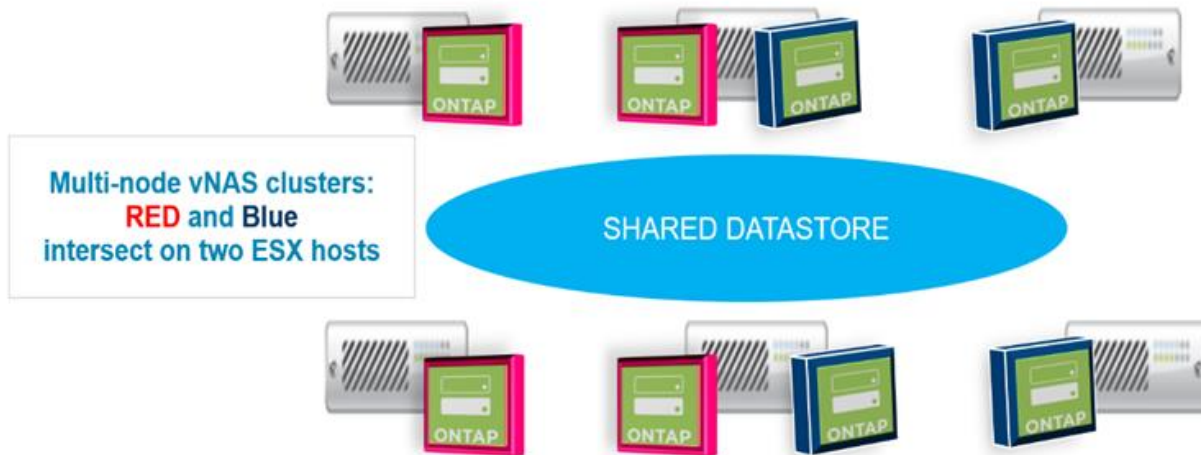 ONTAP
ONTAP
ONTAP
ONTAP
Multi-node vNAS clusters:
RED and Blue
intersect on two ESX hosts
SHARED DATASTORE
ONTAP
ONTAP
ONTAP
ONTAP